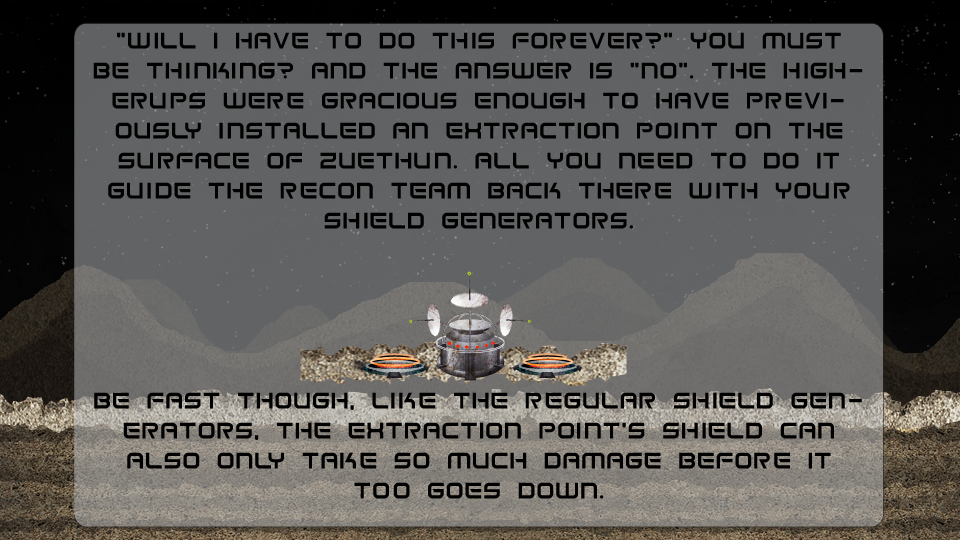 "WILL I HAVE TO DO THIS FOREVER?" YOU MUST
BE THINKING? AND THE ANSWER IS "NO". THE HIGH-
ERUPS WERE GRACIOUS ENOUGH TO HAVE PREVI-
OUSLY INSTALLED AN EXTRACTION POINT ON THE
SURFACE OF ZUETHUN. ALL YOU NEED TO DO IT
GUIDE THE RECON TEAM BACK THERE WITH YOUR
SHIELD GENERATORS.
BE FAST THOUGH, LIKE THE REGULAR SHIELD GEN-
ERATORS, THE EXTRACTION POINT'S SHIELD CAN
ALSO ONLY TAKE SO MUCH DAMAGE BEFORE IT
TOO GOES DOWN.